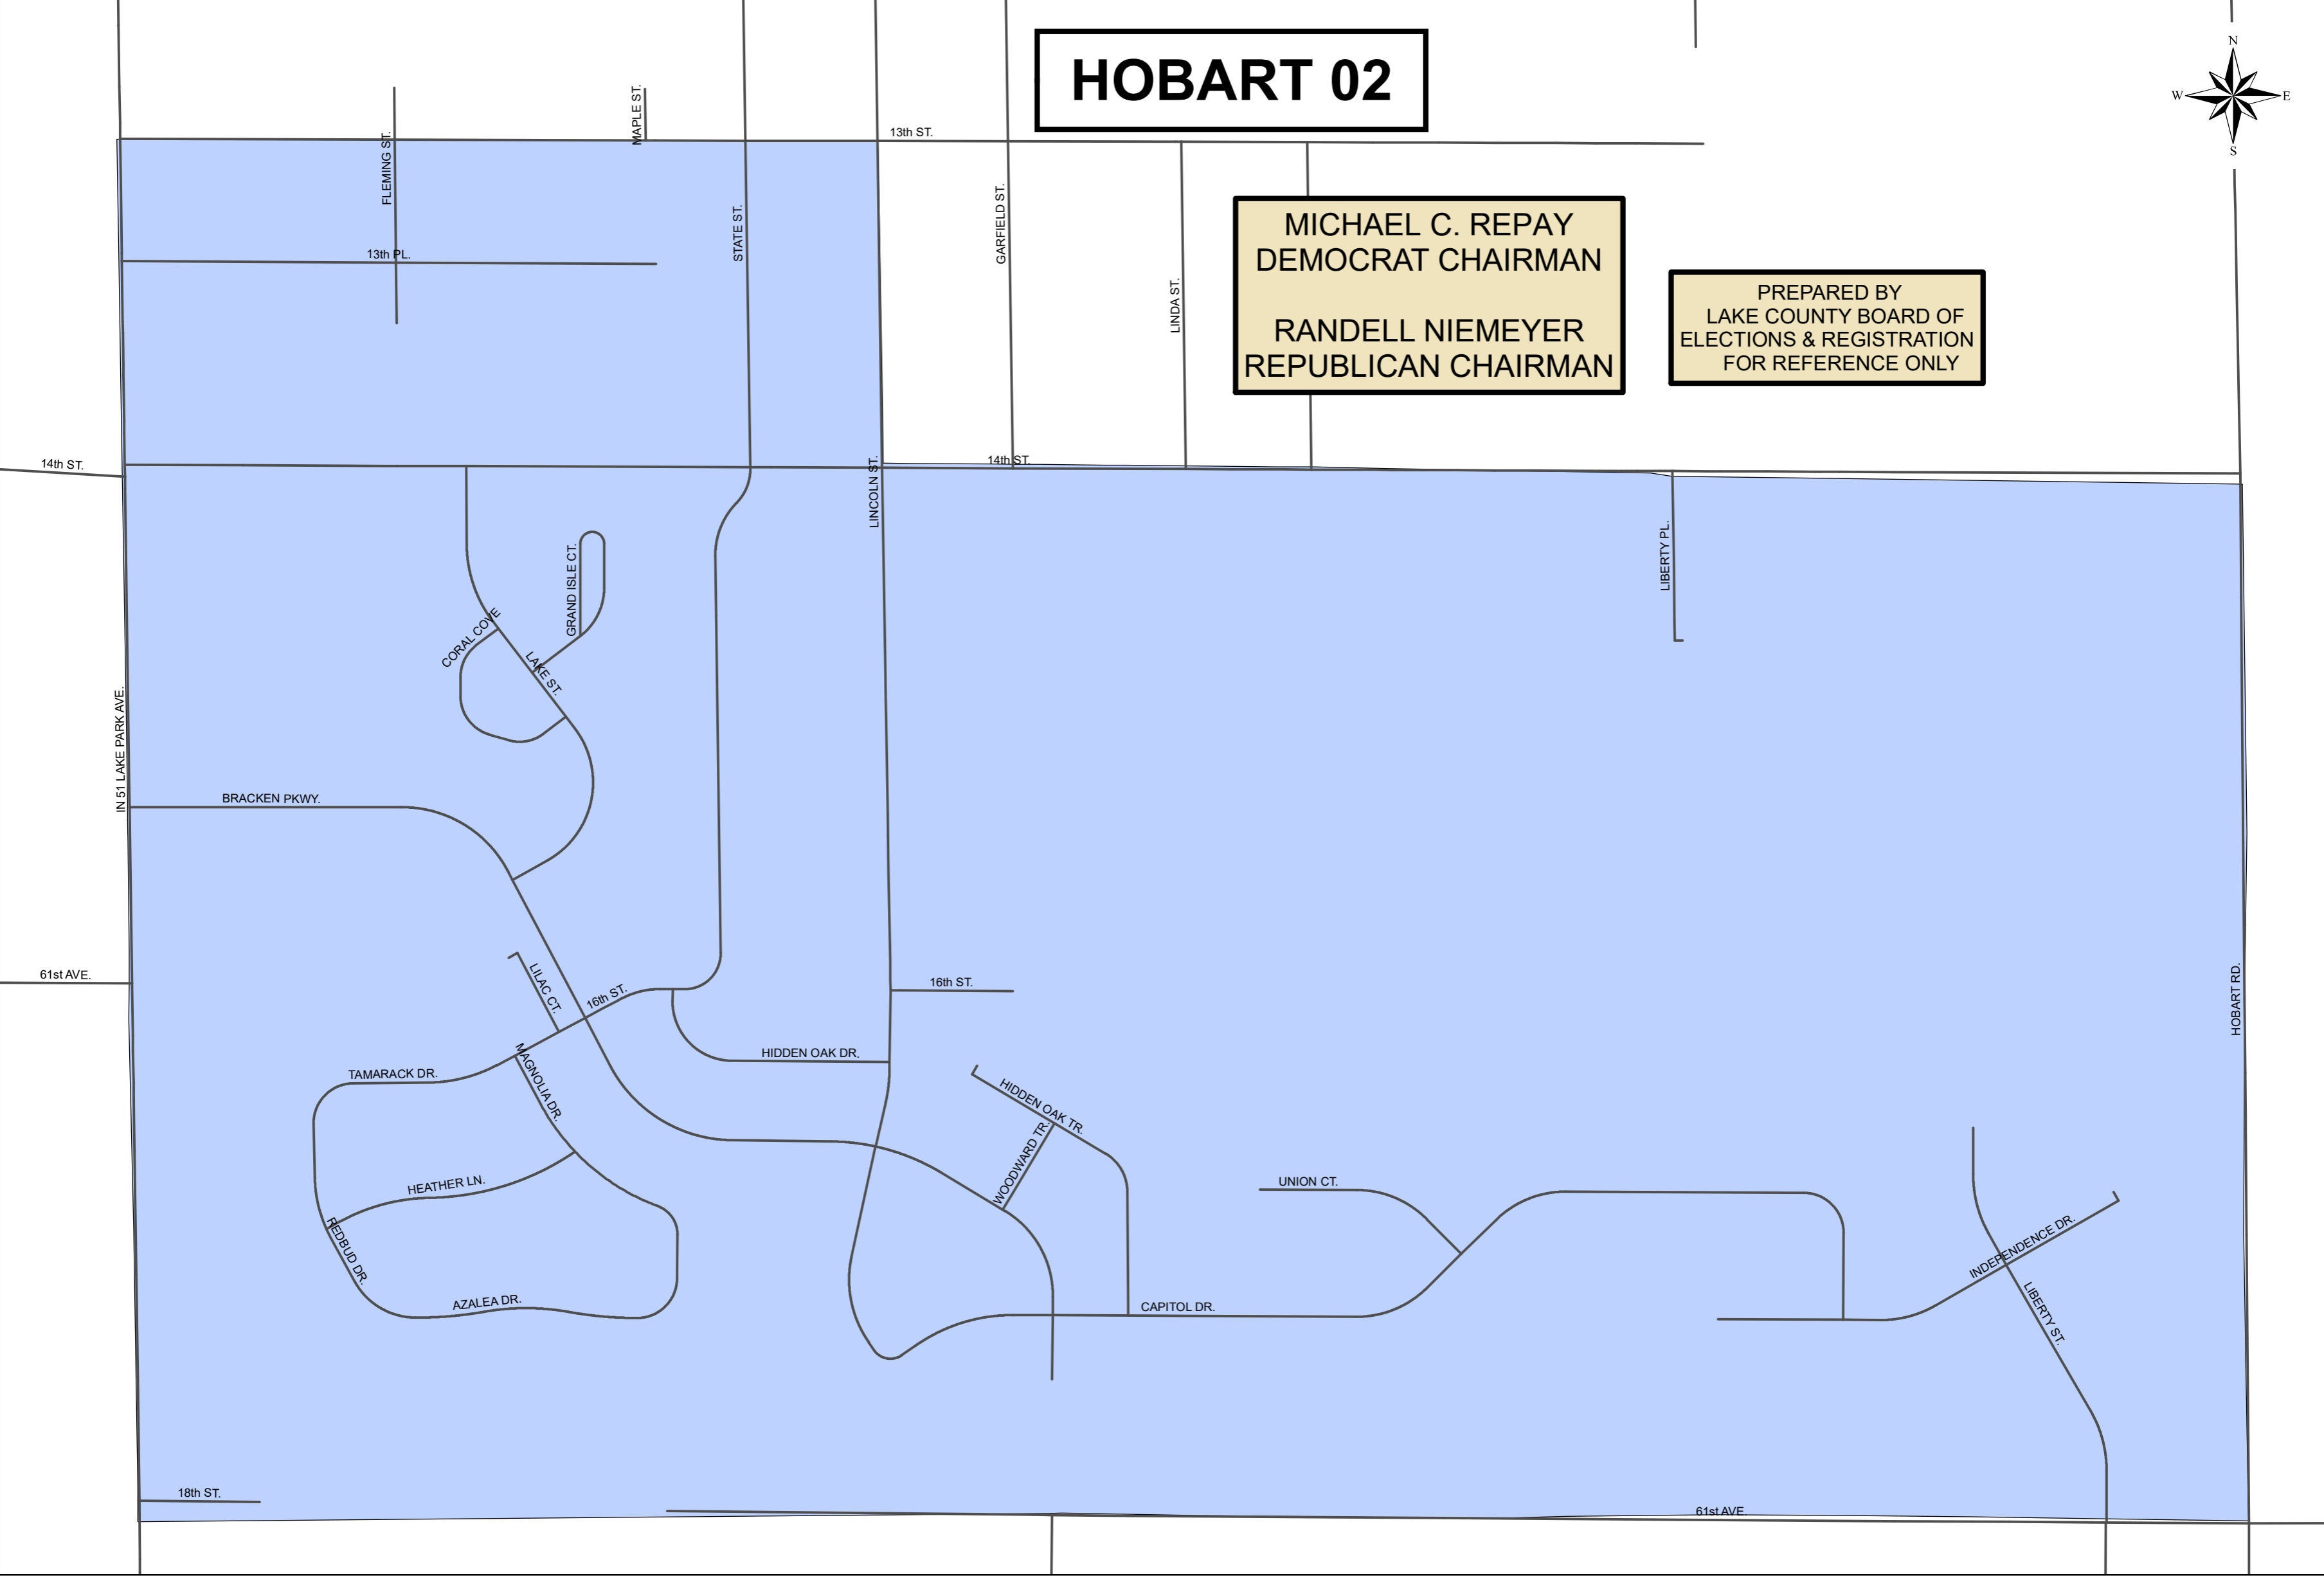 HOBART 02
N
W
E
S
13th ST.
MAPLE ST.
FLEMING ST.
STATE ST.
GARFIELD ST.
LINDA ST.
MICHAEL C. REPAY
DEMOCRAT CHAIRMAN
RANDELL NIEMEYER
REPUBLICAN CHAIRMAN
PREPARED BY
LAKE COUNTY BOARD OF
ELECTIONS & REGISTRATION
FOR REFERENCE ONLY
13th PL.
14th ST.
14th ST.
LINCOLN ST.
LIBERTY PL.
GRAND ISLE CT.
CORAL COVE
LAKE ST.
IN 51 LAKE PARK AVE.
BRACKEN PKWY.
61st AVE.
LILAC CT.
16th ST.
16th ST.
HOBART RD.
HIDDEN OAK DR.
TAMARACK DR.
MAGNOLIA DR.
HIDDEN OAK TR.
WOODWARD TR.
HEATHER LN.
UNION CT.
REDBUD DR.
INDEPENDENCE DR.
AZALEA DR.
CAPITOL DR.
LIBERTY ST.
18th ST.
61st AVE.